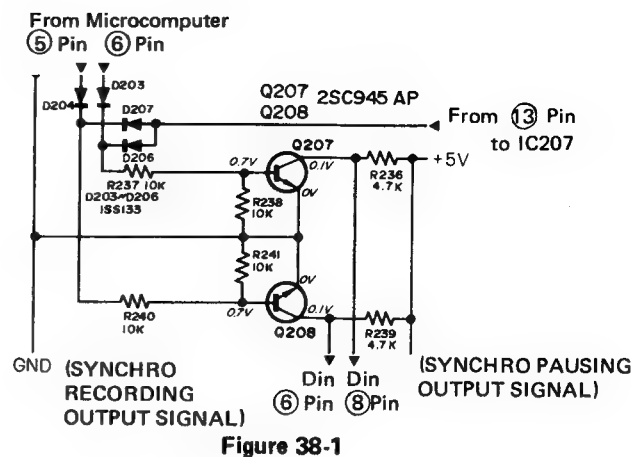 From Microcomputer
⑤ Pin ⑥ Pin
D203
D204
D207
Q207 2SC945 AP
Q208
From ⑬ Pin
to IC207
D206
Q207
0.7V
0.1V
+5V
R237 10K
D203~D206
1SS133
R238
10K
R236
4.7K
0V
R241
10K
0V
R240
10K
0.7V
0.1V
Q208
R239
4.7K
GND
(SYNCHRO
RECORDING
OUTPUT SIGNAL)
Din Din
⑥ Pin ⑧ Pin
(SYNCHRO PAUSING
OUTPUT SIGNAL)
Figure 38-1